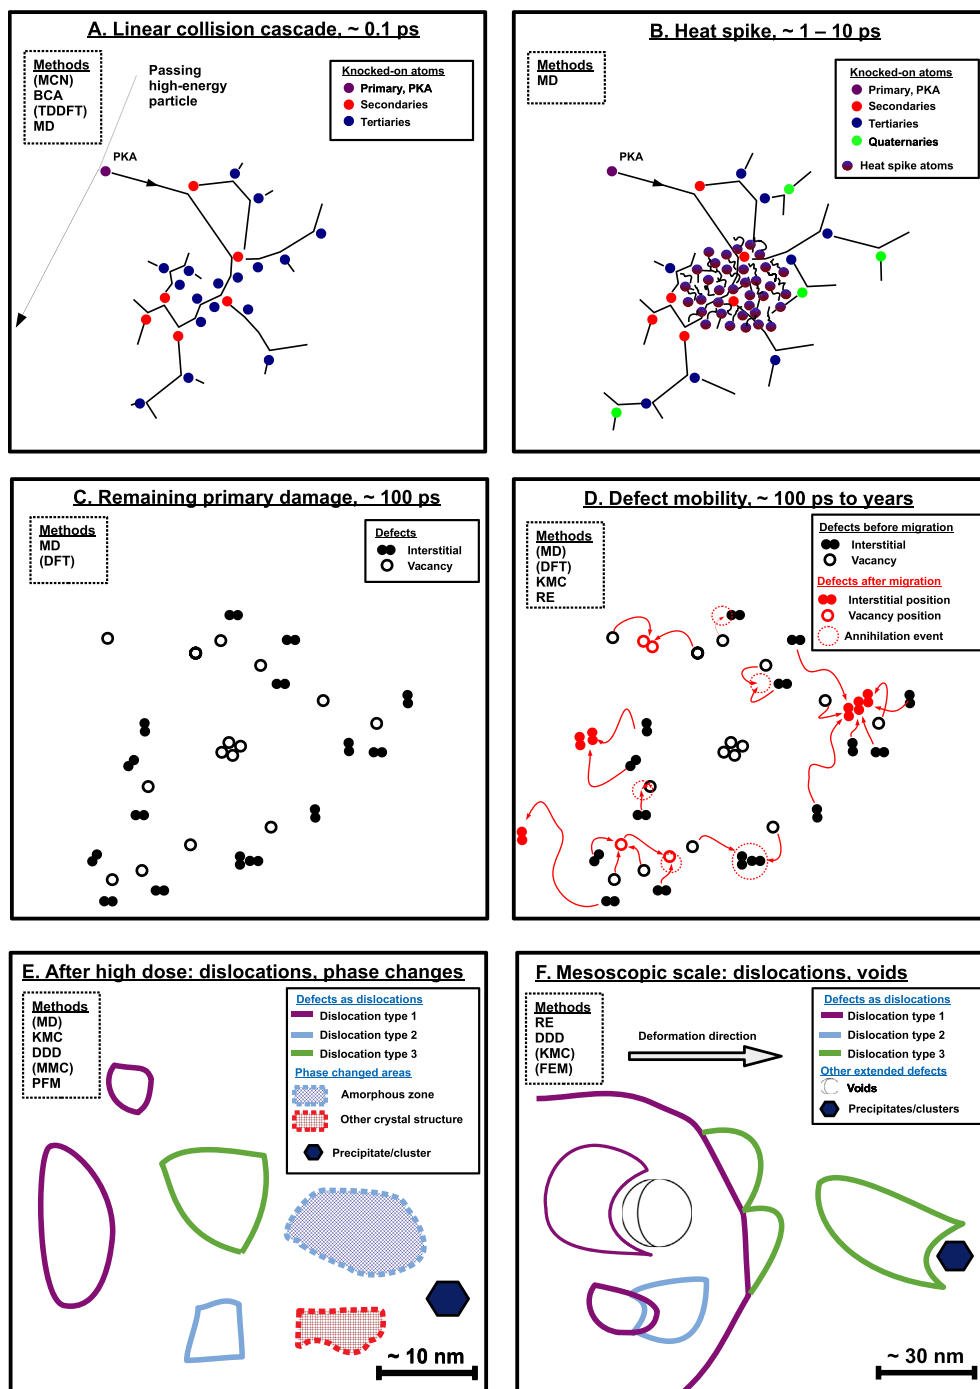 A. Linear collision cascade, ~ 0.1 ps
Methods
(MCN)
BCA
(TDDFT)
MD
Passing
high-energy
particle
Knocked-on atoms
Primary, PKA
Secondaries
Tertiaries
PKA
B. Heat spike, ~ 1 – 10 ps
Methods
MD
Knocked-on atoms
Primary, PKA
Secondaries
Tertiaries
Quaternaries
Heat spike atoms
PKA
C. Remaining primary damage, ~ 100 ps
Methods
MD
(DFT)
Defects
Interstitial
Vacancy
D. Defect mobility, ~ 100 ps to years
Methods
(MD)
(DFT)
KMC
RE
Defects before migration
Interstitial
Vacancy
Defects after migration
Interstitial position
Vacancy position
Annihilation event
E. After high dose: dislocations, phase changes
Methods
(MD)
KMC
DDD
(MMC)
PFM
Defects as dislocations
Dislocation type 1
Dislocation type 2
Dislocation type 3
Phase changed areas
Amorphous zone
Other crystal structure
Precipitate/cluster
~ 10 nm
F. Mesoscopic scale: dislocations, voids
Methods
RE
DDD
(KMC)
(FEM)
Deformation direction
Defects as dislocations
Dislocation type 1
Dislocation type 2
Dislocation type 3
Other extended defects
Voids
Precipitates/clusters
~ 30 nm